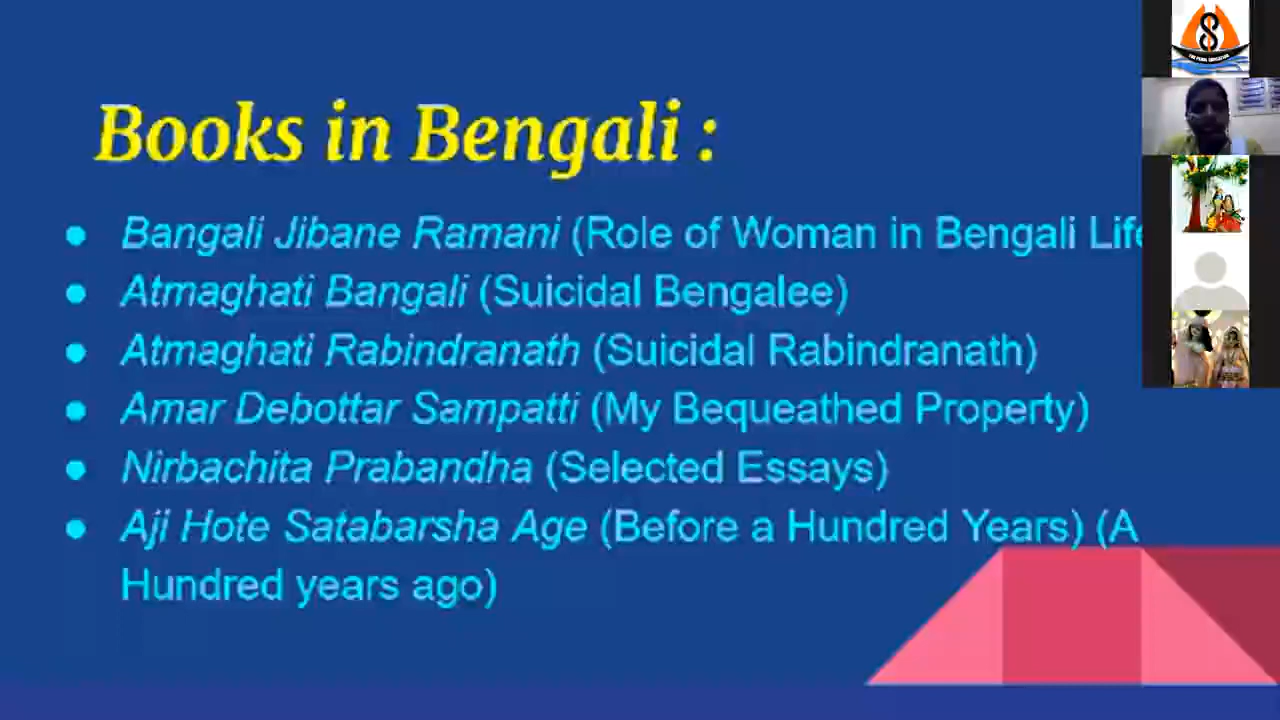 Books in Bengali :
• Bangali Jibane Ramani (Role of Woman in Bengali Life
• Atmaghati Bangali (Suicidal Bengalee)
• Atmaghati Rabindranath (Suicidal Rabindranath)
• Amar Debottar Sampatti (My Bequeathed Property)
• Nirbachita Prabandha (Selected Essays)
• Aji Hote Satabarsha Age (Before a Hundred Years) (A
Hundred years ago)